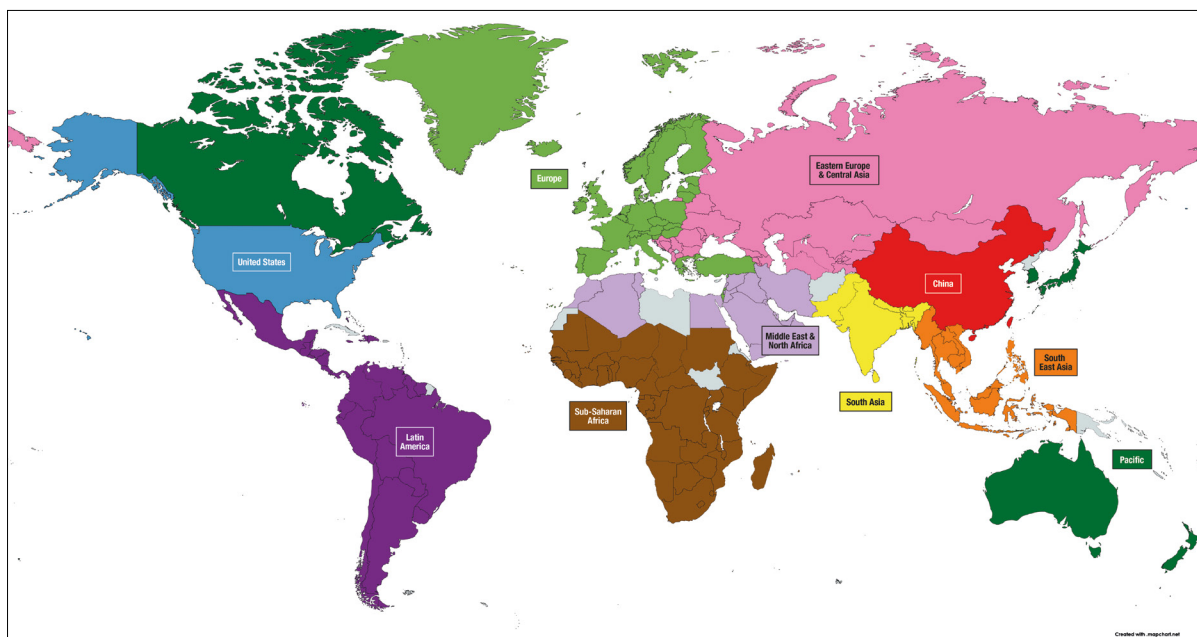 Eastern Europe
& Central Asia
Europe
United States
China
Middle East &
North Africa
South
East Asia
South Asia
Sub-Saharan
Africa
Latin
America
Pacific
Created with mapchart.net